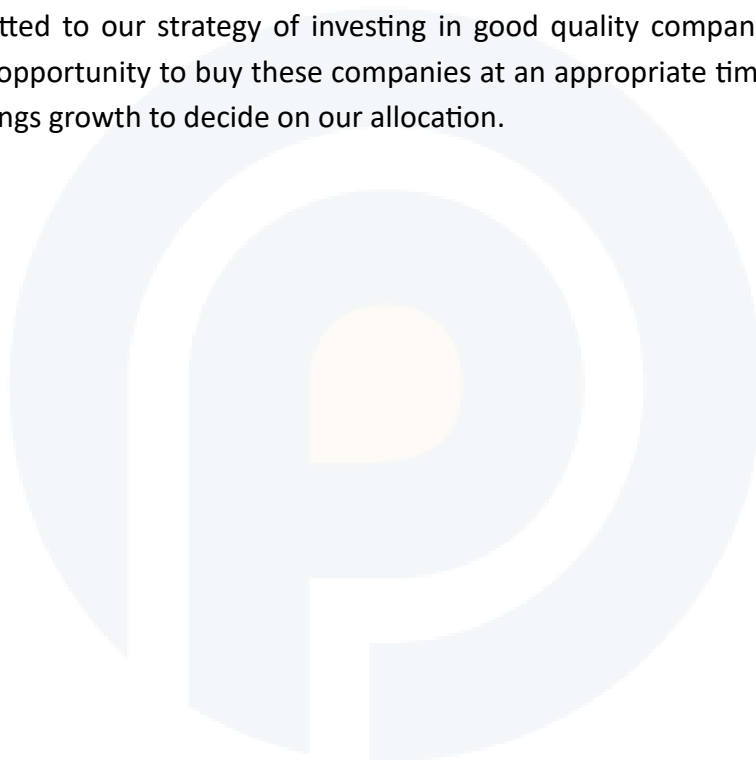 tted to our strategy of investing in good quality compan
opportunity to buy these companies at an appropriate tim
ngs growth to decide on our allocation.